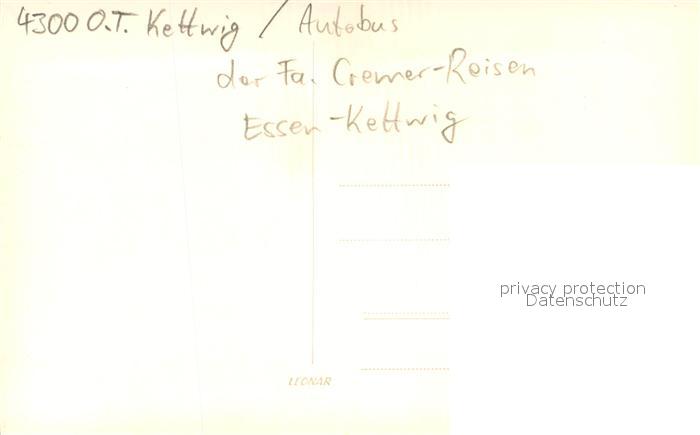 4300 O.T. Kettwig / Autobus
der Fa. Cremer-Reisen
Essen-Kettwig
privacy protection
Datenschutz
LEONAR